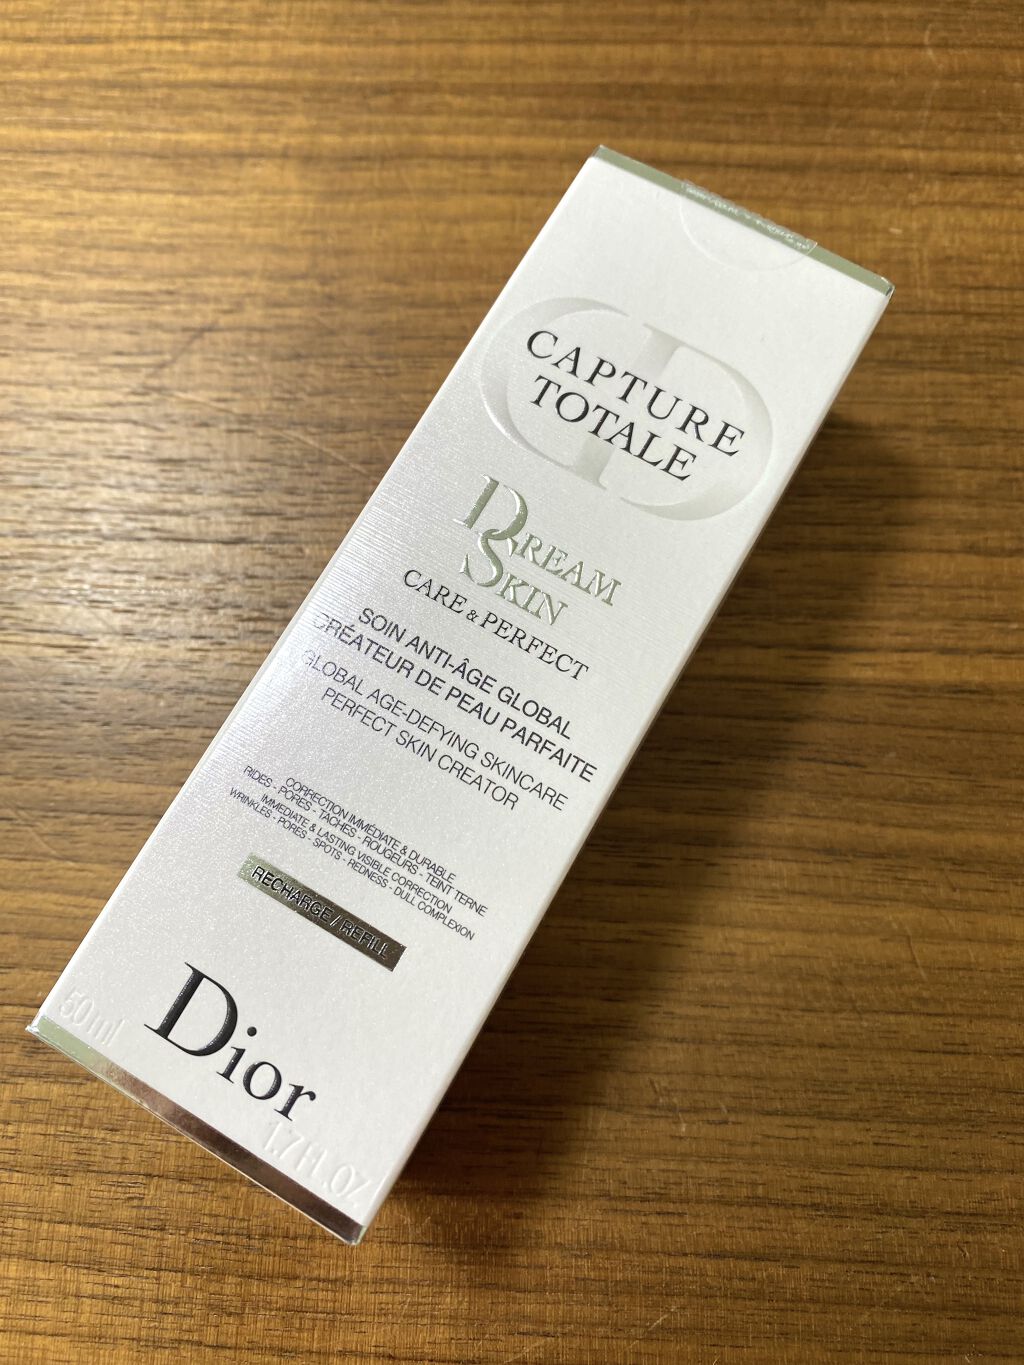 CAPTURE
TOTALE
DREAM
SKIN
CARE & PERFECT
SOIN ANTI-ÂGE GLOBAL
CRÉATEUR DE PEAU PARFAITE
GLOBAL AGE-DEFYING SKINCARE
PERFECT SKIN CREATOR
CORRECTION IMMÉDIATE & DURABLE
RIDES - PORES - TACHES - ROUGEURS - TEINT TERNE
IMMEDIATE & LASTING VISIBLE CORRECTION
WRINKLES - PORES - SPOTS - REDNESS - DULL COMPLEXION
RECHARGE / REFILL
Dior
50 ml
1.7 Fl. OZ